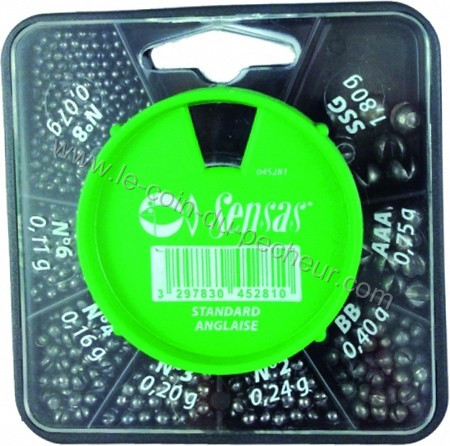 N°8
0,07g
SSG
1.80g
045281
Sensas
N°6
0,11g
AAA
0,75g
3 297830 452810
STANDARD
ANGLAISE
BB
0,40g
N°4
0,16g
N°3
0,20g
N°2
0,24g
www.le-coin-du-pecheur.com